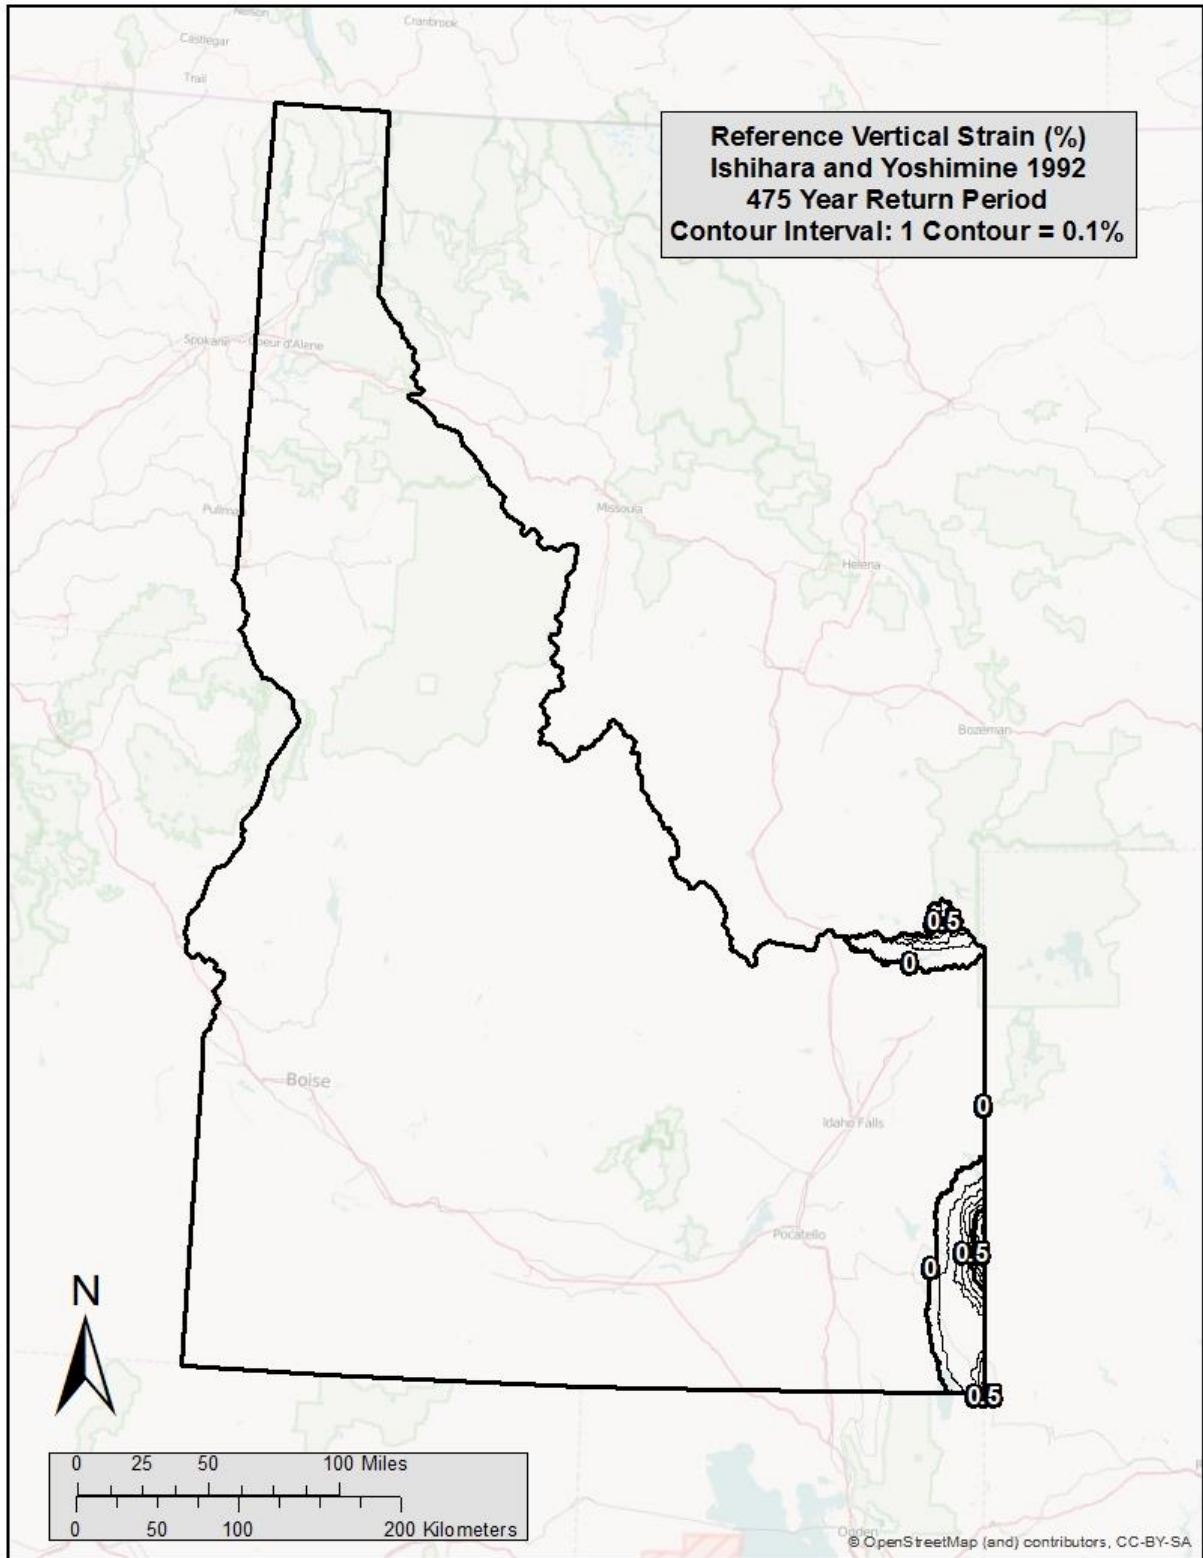 Nelson
Cranbrook
Castlegar
Trail
Reference Vertical Strain (%)
Ishihara and Yoshimine 1992
475 Year Return Period
Contour Interval: 1 Contour = 0.1%
Spokane
Coeur d'Alene
Pullman
Missoula
Helena
Bozeman
0.5
0
Boise
0
Idaho Falls
Pocatello
0.5
0
N
0.5
0 25 50 100 Miles
0 50 100 200 Kilometers
Ogden
© OpenStreetMap (and) contributors, CC-BY-SA